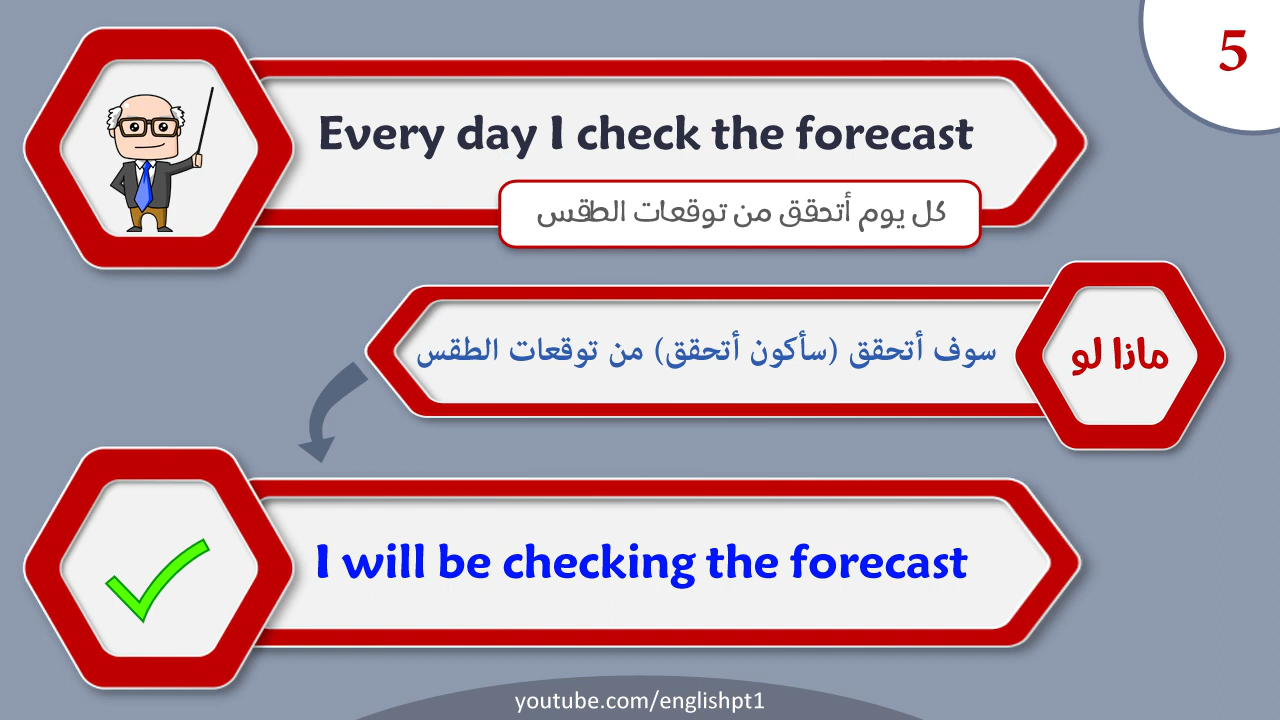 5
Every day I check the forecast
كل يوم أتحقق من توقعات الطقس
ماذا لو
سوف أتحقق (سأكون أتحقق) من توقعات الطقس
I will be checking the forecast
youtube.com/englishpt1